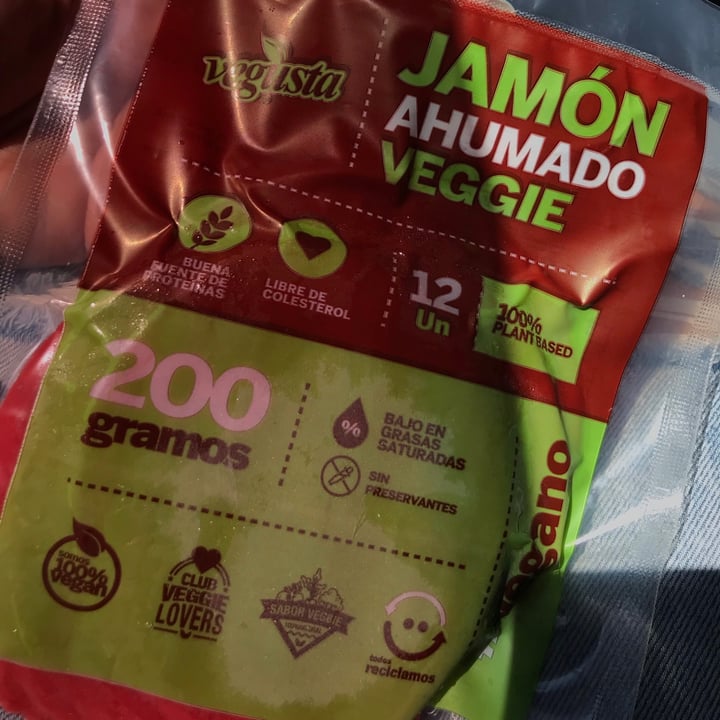 vegusta
JAMÓN
AHUMADO
VEGGIE
BUENA
FUENTE DE
PROTEÍNAS
LIBRE DE
COLESTEROL
12
Un
100%
PLANT BASED
200
gramos
%
BAJO EN
GRASAS
SATURADAS
SIN
PRESERVANTES
somos
100%
vegan
CLUB
VEGGIE
LOVERS
SABOR VEGGIE
todos
reciclamos